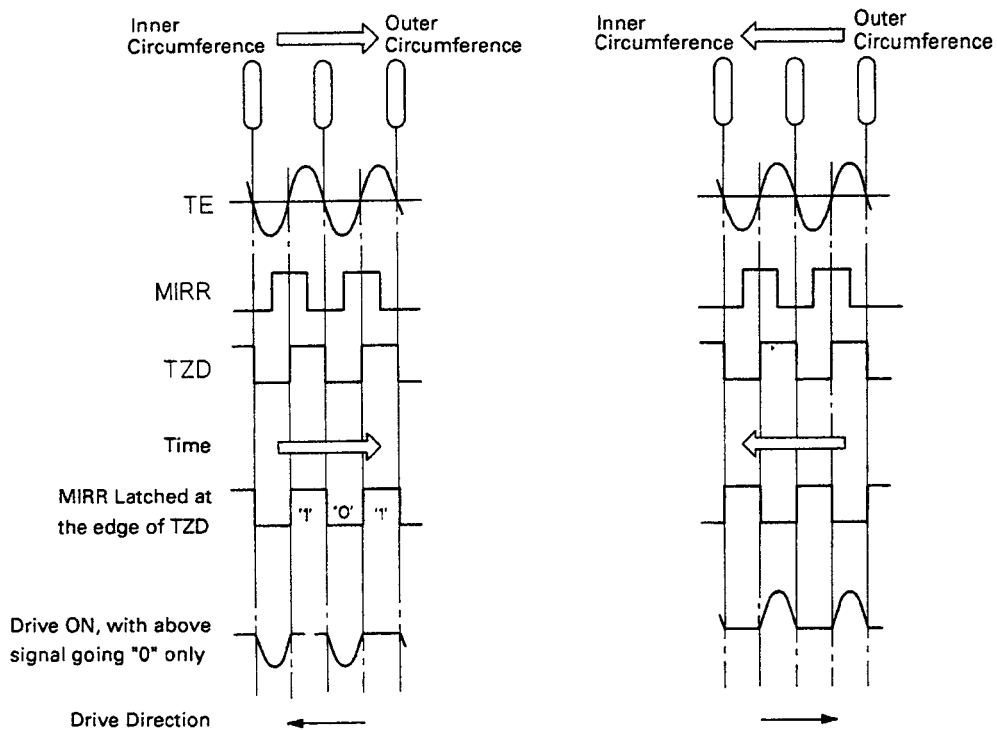 Inner
Circumference
Outer
Circumference
Inner
Circumference
Outer
Circumference
TE
MIRR
TZD
Time
MIRR Latched at
the edge of TZD
'1' '0' '1'
Drive ON, with above
signal going "0" only
Drive Direction